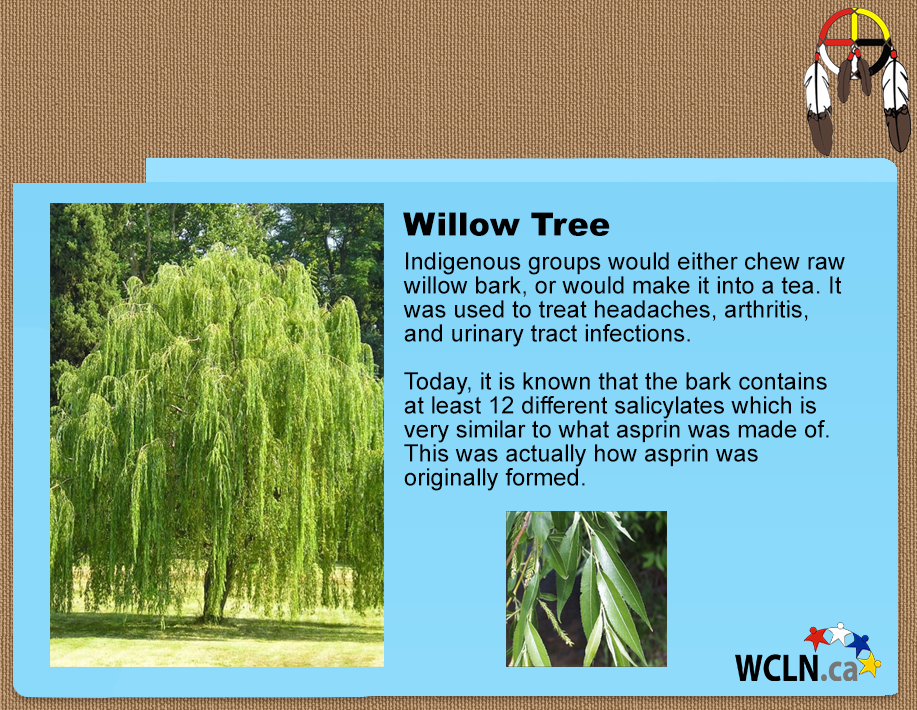 Willow Tree
Indigenous groups would either chew raw
willow bark, or would make it into a tea. It
was used to treat headaches, arthritis,
and urinary tract infections.
Today, it is known that the bark contains
at least 12 different salicylates which is
very similar to what asprin was made of.
This was actually how asprin was
originally formed.
WCLN.ca